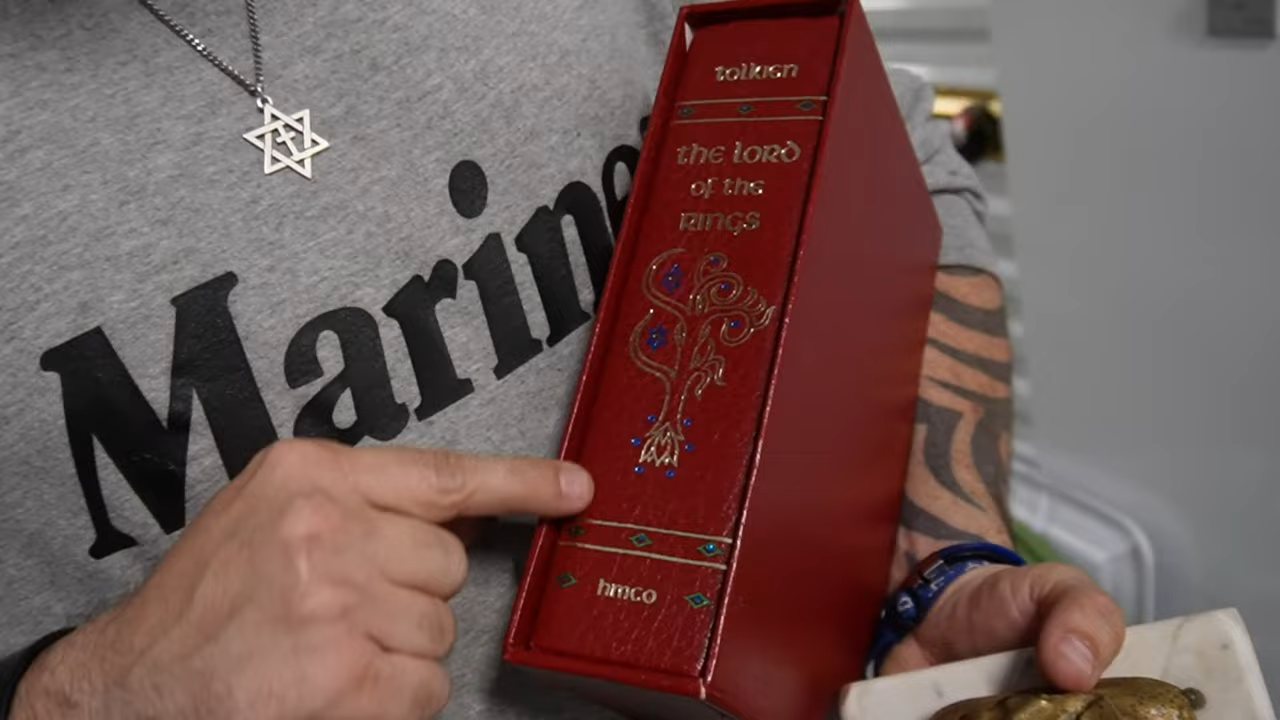 Marine
tolkien
the LORD
of the
RINGS
hmco